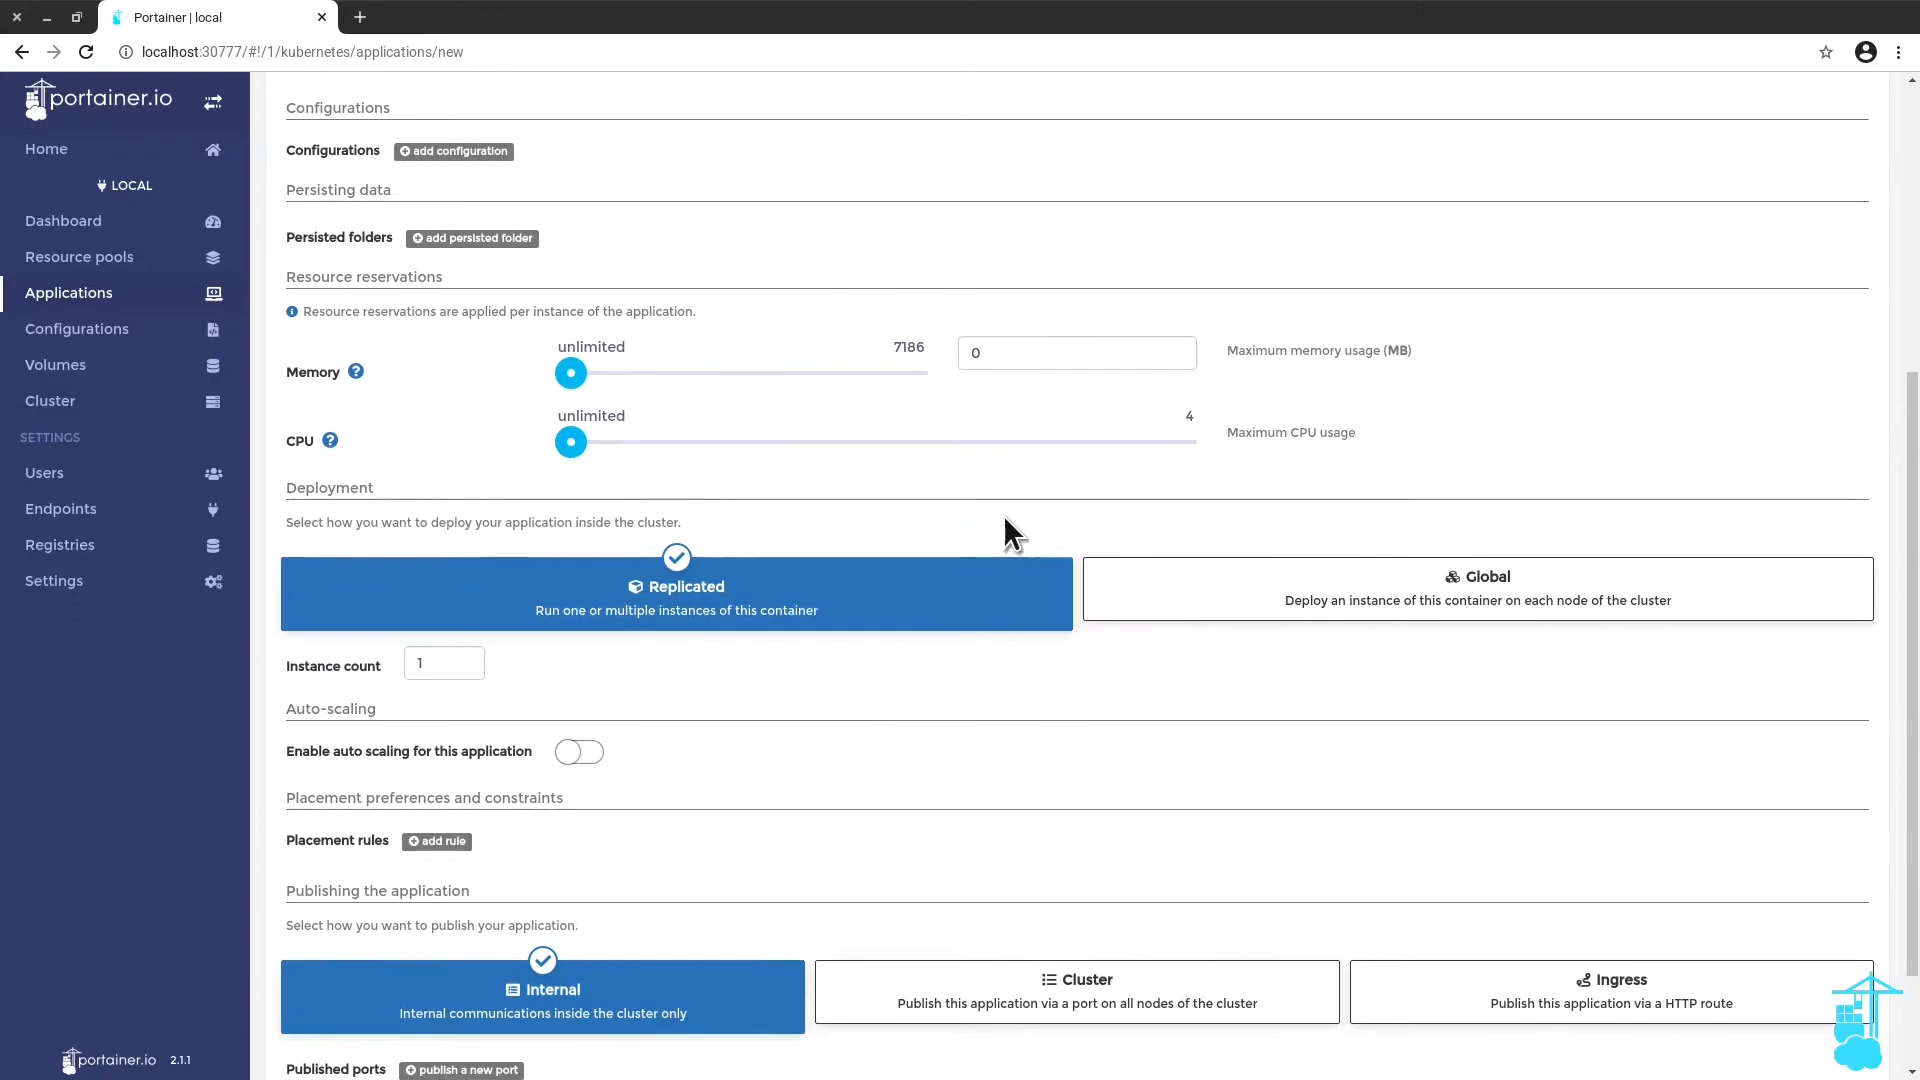 Portainer | local
localhost:30777/#!/1/kubernetes/applications/new
portainer.io
Home
LOCAL
Dashboard
Resource pools
Applications
Configurations
Volumes
Cluster
SETTINGS
Users
Endpoints
Registries
Settings
portainer.io 2.1.1
Configurations
Configurations add configuration
Persisting data
Persisted folders add persisted folder
Resource reservations
Resource reservations are applied per instance of the application.
unlimited 7186
Memory 0 Maximum memory usage (MB)
unlimited 4
CPU Maximum CPU usage
Deployment
Select how you want to deploy your application inside the cluster.
Replicated
Run one or multiple instances of this container
Global
Deploy an instance of this container on each node of the cluster
Instance count 1
Auto-scaling
Enable auto scaling for this application
Placement preferences and constraints
Placement rules add rule
Publishing the application
Select how you want to publish your application.
Internal
Internal communications inside the cluster only
Cluster
Publish this application via a port on all nodes of the cluster
Ingress
Publish this application via a HTTP route
Published ports publish a new port